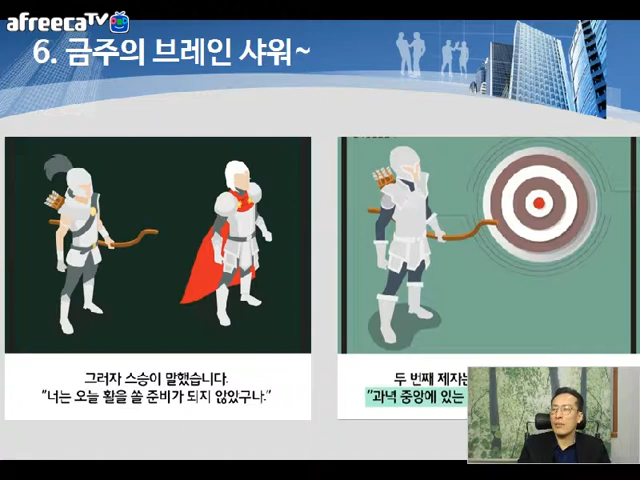 afreecaTV
6. 금주의 브레인 샤워~
그러자 스승이 말했습니다.
"너는 오늘 활을 쏠 준비가 되지 않았구나."
두 번째 제자는
"과녁 중앙에 있는